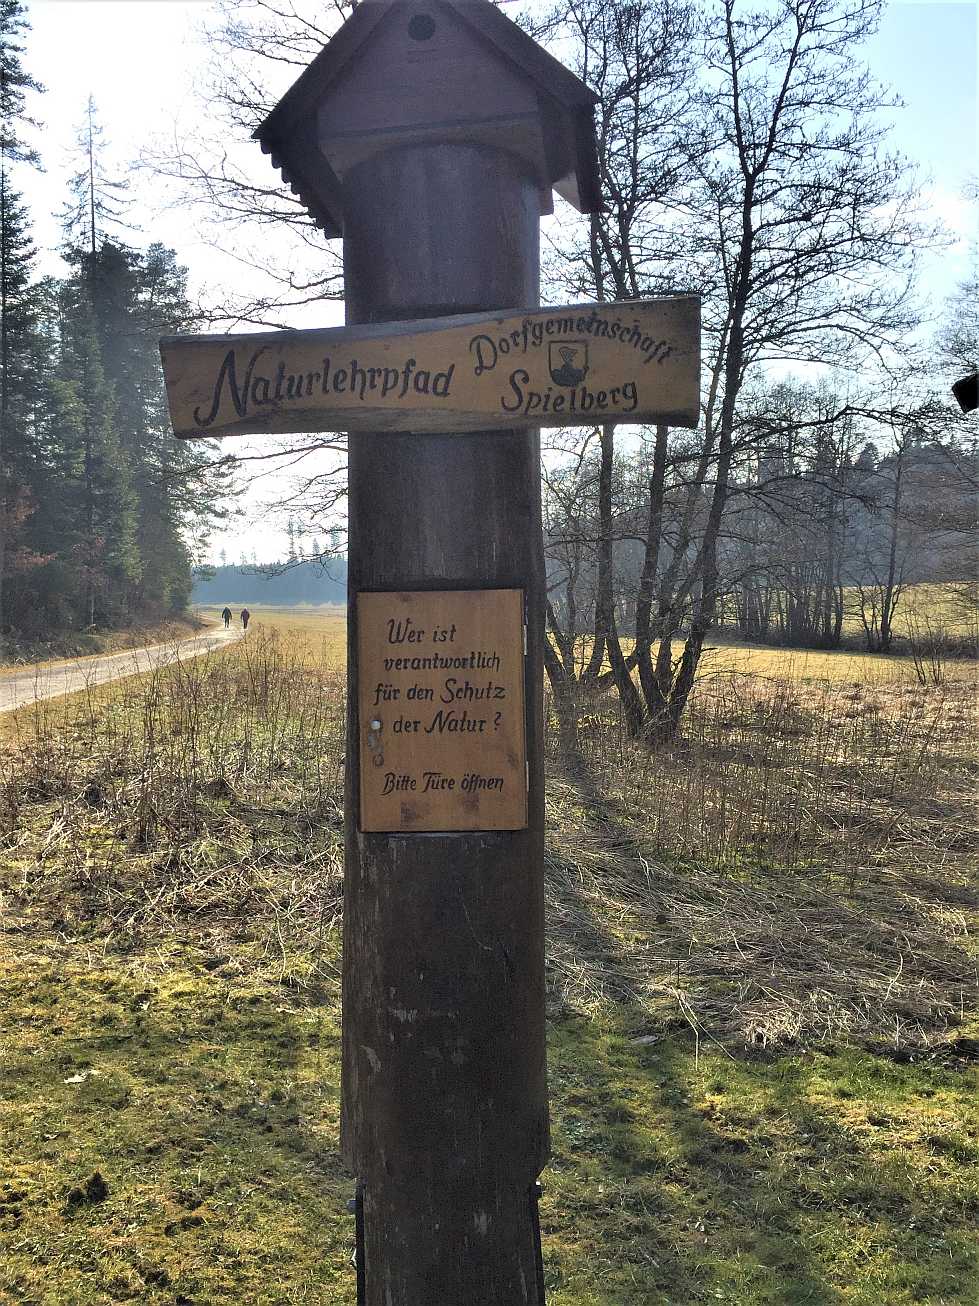 Naturlehrpfad
Dorfgemeinschaft
Spielberg
Wer ist
verantwortlich
für den Schutz
der Natur?
Bitte Türe öffnen